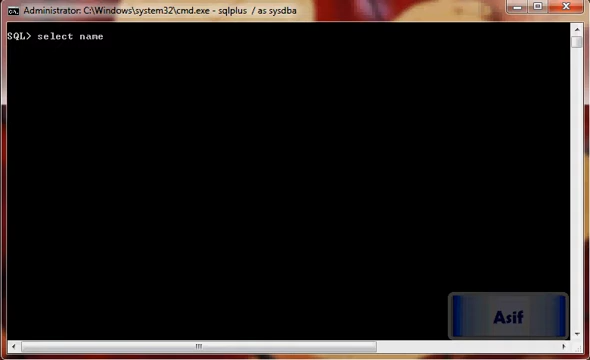 Administrator: C:\Windows\system32\cmd.exe - sqlplus  / as sysdba
SQL> select name
Asif